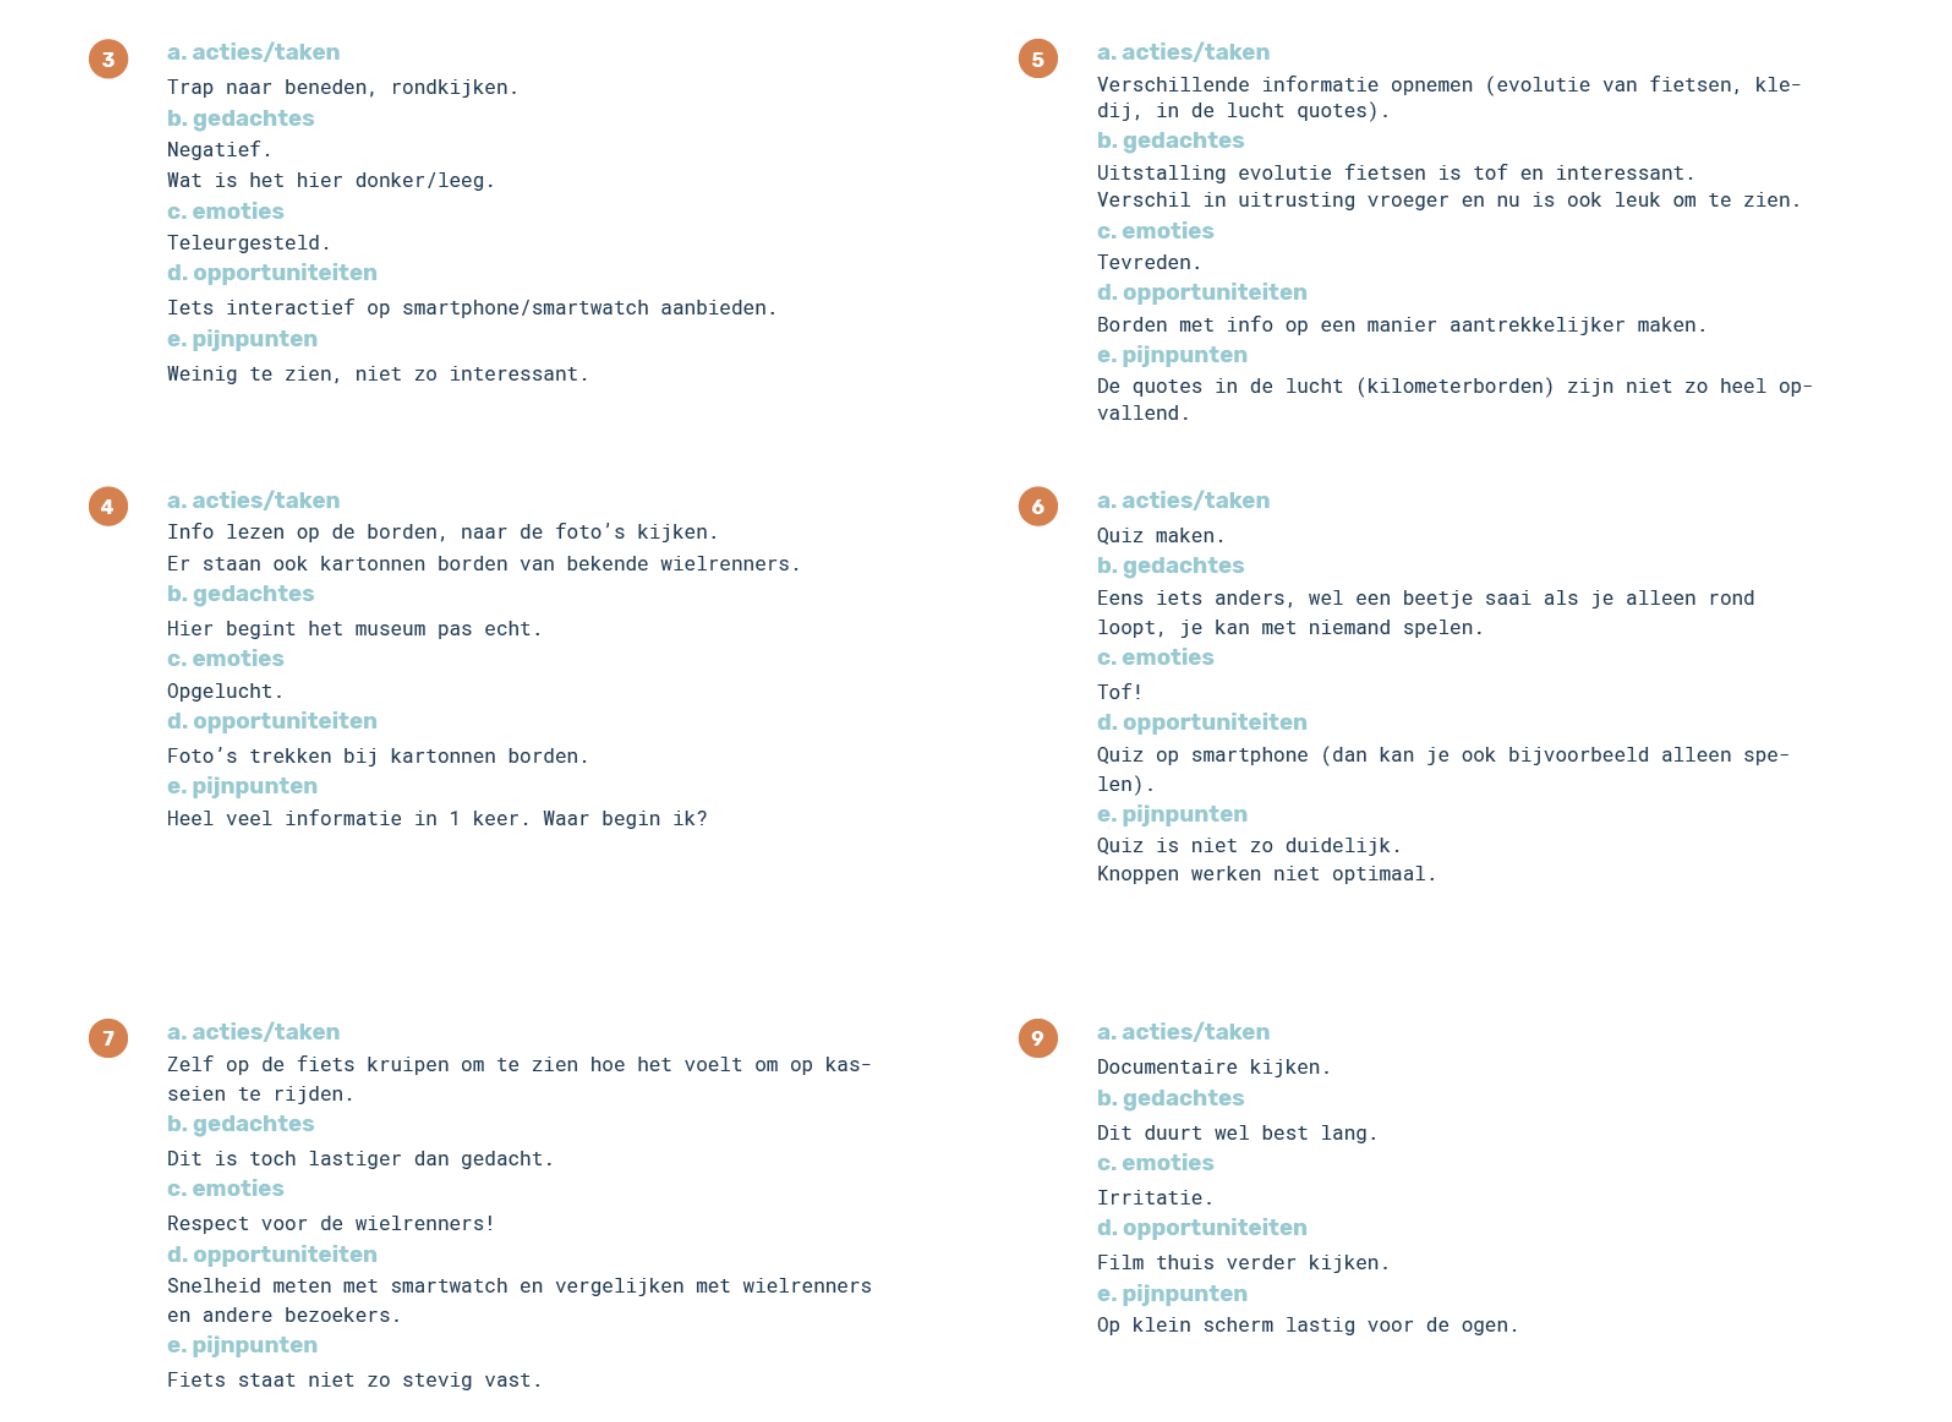 3
a. acties/taken
Trap naar beneden, rondkijken.
b. gedachtes
Negatief.
Wat is het hier donker/leeg.
c. emoties
Teleurgesteld.
d. opportuniteiten
Iets interactief op smartphone/smartwatch aanbieden.
e. pijnpunten
Weinig te zien, niet zo interessant.
4
a. acties/taken
Info lezen op de borden, naar de foto’s kijken.
Er staan ook kartonnen borden van bekende wielrenners.
b. gedachtes
Hier begint het museum pas echt.
c. emoties
Opgelucht.
d. opportuniteiten
Foto’s trekken bij kartonnen borden.
e. pijnpunten
Heel veel informatie in 1 keer. Waar begin ik?
5
a. acties/taken
Verschillende informatie opnemen (evolutie van fietsen, kle-
dij, in de lucht quotes).
b. gedachtes
Uitstalling evolutie fietsen is tof en interessant.
Verschil in uitrusting vroeger en nu is ook leuk om te zien.
c. emoties
Tevreden.
d. opportuniteiten
Borden met info op een manier aantrekkelijker maken.
e. pijnpunten
De quotes in de lucht (kilometerborden) zijn niet zo heel op-
vallend.
6
a. acties/taken
Quiz maken.
b. gedachtes
Eens iets anders, wel een beetje saai als je alleen rond
loopt, je kan met niemand spelen.
c. emoties
Tof!
d. opportuniteiten
Quiz op smartphone (dan kan je ook bijvoorbeeld alleen spe-
len).
e. pijnpunten
Quiz is niet zo duidelijk.
Knoppen werken niet optimaal.
7
a. acties/taken
Zelf op de fiets kruipen om te zien hoe het voelt om op kas-
seien te rijden.
b. gedachtes
Dit is toch lastiger dan gedacht.
c. emoties
Respect voor de wielrenners!
d. opportuniteiten
Snelheid meten met smartwatch en vergelijken met wielrenners
en andere bezoekers.
e. pijnpunten
Fiets staat niet zo stevig vast.
9
a. acties/taken
Documentaire kijken.
b. gedachtes
Dit duurt wel best lang.
c. emoties
Irritatie.
d. opportuniteiten
Film thuis verder kijken.
e. pijnpunten
Op klein scherm lastig voor de ogen.